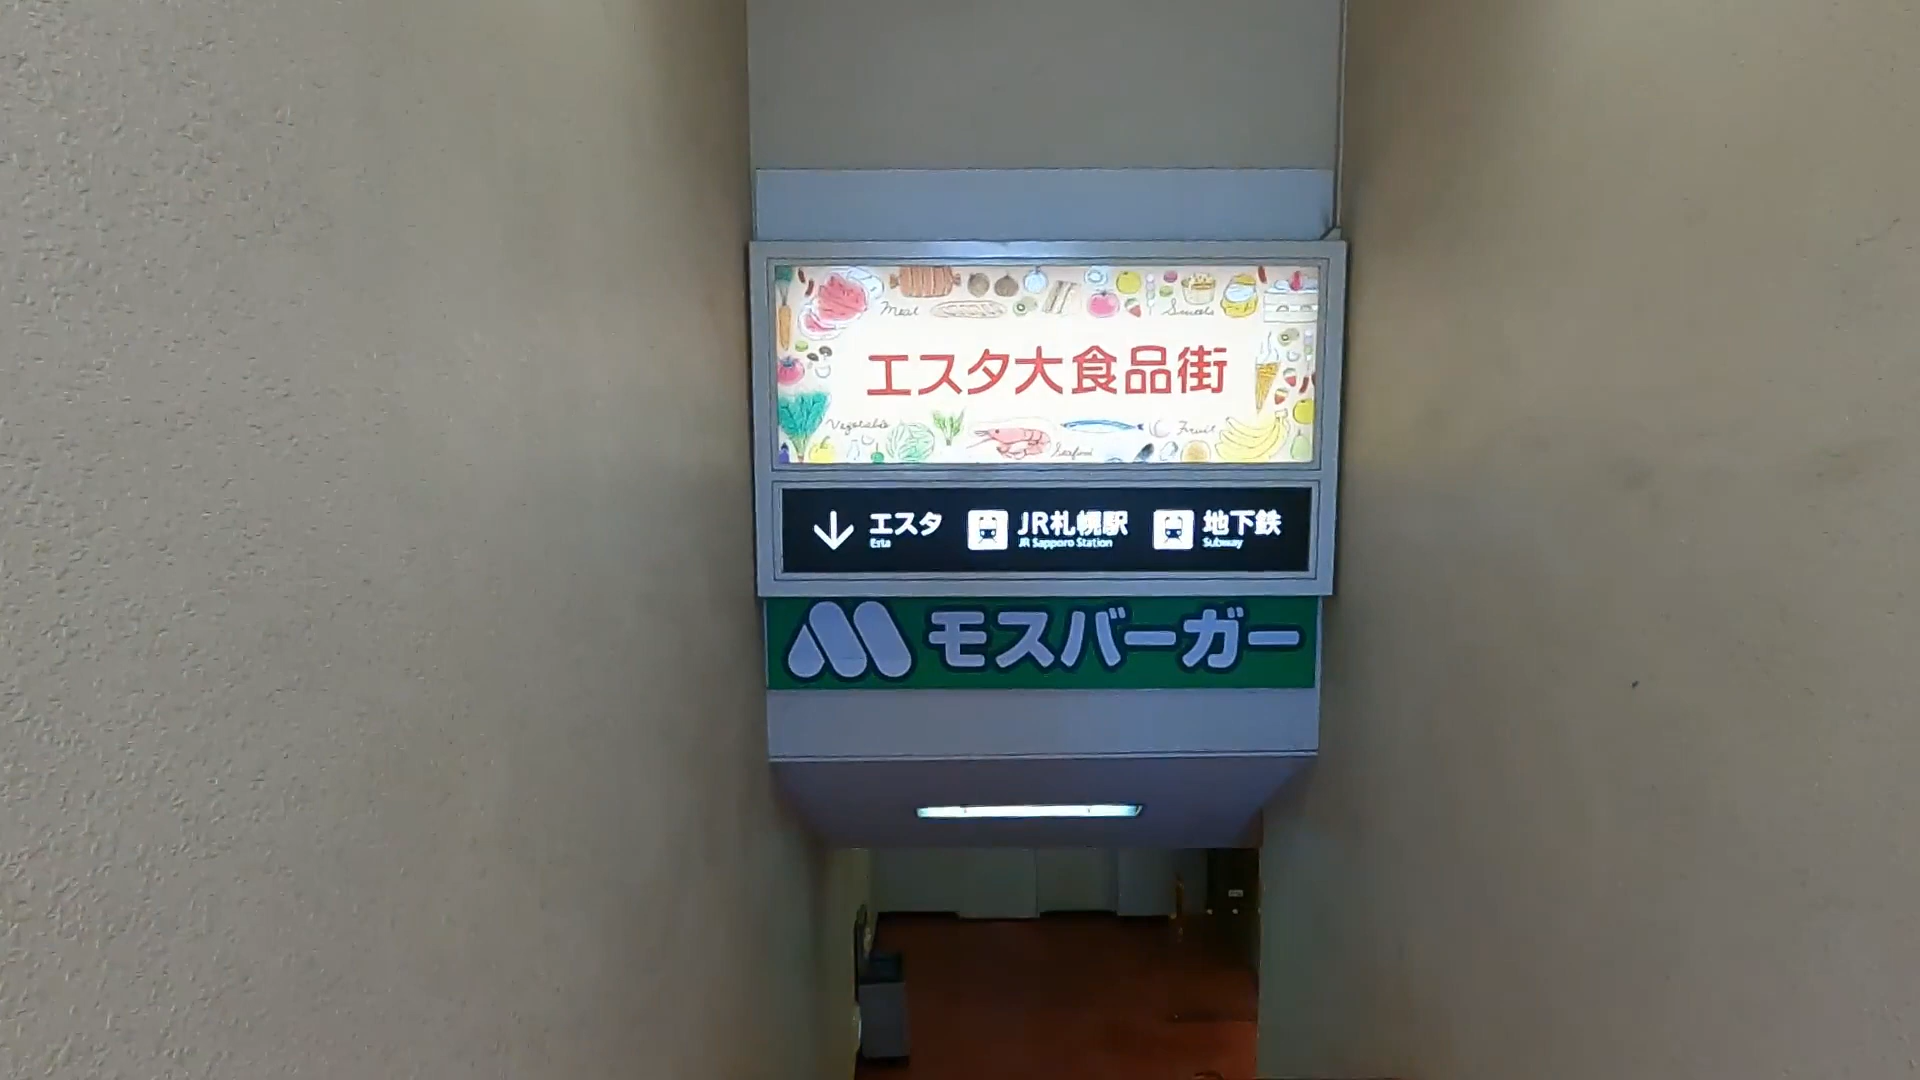 Meat
Sweets
エスタ大食品街
Vegetable
Fruit
エスタ JR札幌駅 地下鉄
Esta JR Sapporo Station Subway
モスバーガー